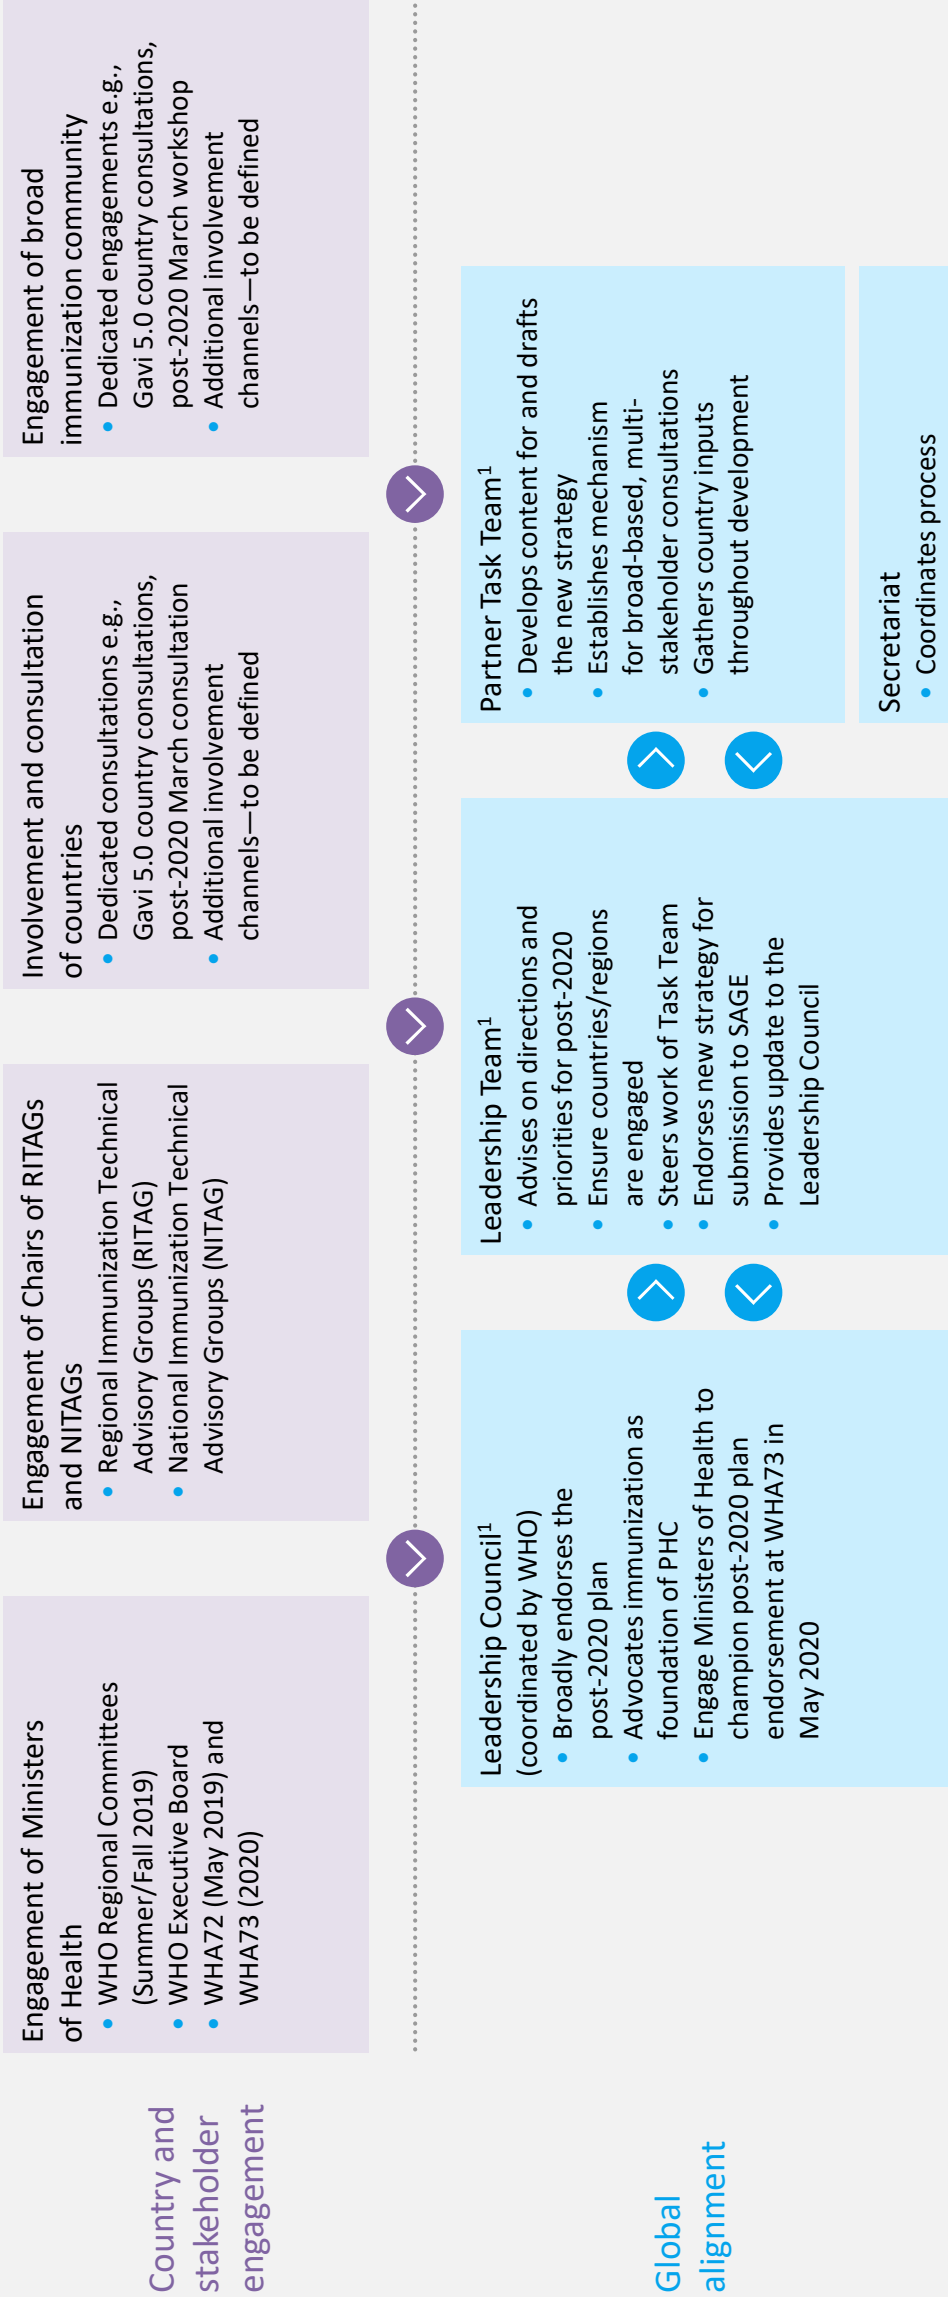 Country and
stakeholder
engagement
Engagement of Ministers
of Health
• WHO Regional Committees
(Summer/Fall 2019)
• WHO Executive Board
• WHA72 (May 2019) and
WHA73 (2020)
Engagement of Chairs of RITAGs
and NITAGs
• Regional Immunization Technical
Advisory Groups (RITAG)
• National Immunization Technical
Advisory Groups (NITAG)
Involvement and consultation
of countries
• Dedicated consultations e.g.,
Gavi 5.0 country consultations,
post-2020 March consultation
• Additional involvement
channels—to be defined
Engagement of broad
immunization community
• Dedicated engagements e.g.,
Gavi 5.0 country consultations,
post-2020 March workshop
• Additional involvement
channels—to be defined
Global
alignment
Leadership Council¹
(coordinated by WHO)
• Broadly endorses the
post-2020 plan
• Advocates immunization as
foundation of PHC
• Engage Ministers of Health to
champion post-2020 plan
endorsement at WHA73 in
May 2020
Leadership Team¹
• Advises on directions and
priorities for post-2020
• Ensure countries/regions
are engaged
• Steers work of Task Team
• Endorses new strategy for
submission to SAGE
• Provides update to the
Leadership Council
Partner Task Team¹
• Develops content for and drafts
the new strategy
• Establishes mechanism
for broad-based, multi-
stakeholder consultations
• Gathers country inputs
throughout development
Secretariat
• Coordinates process